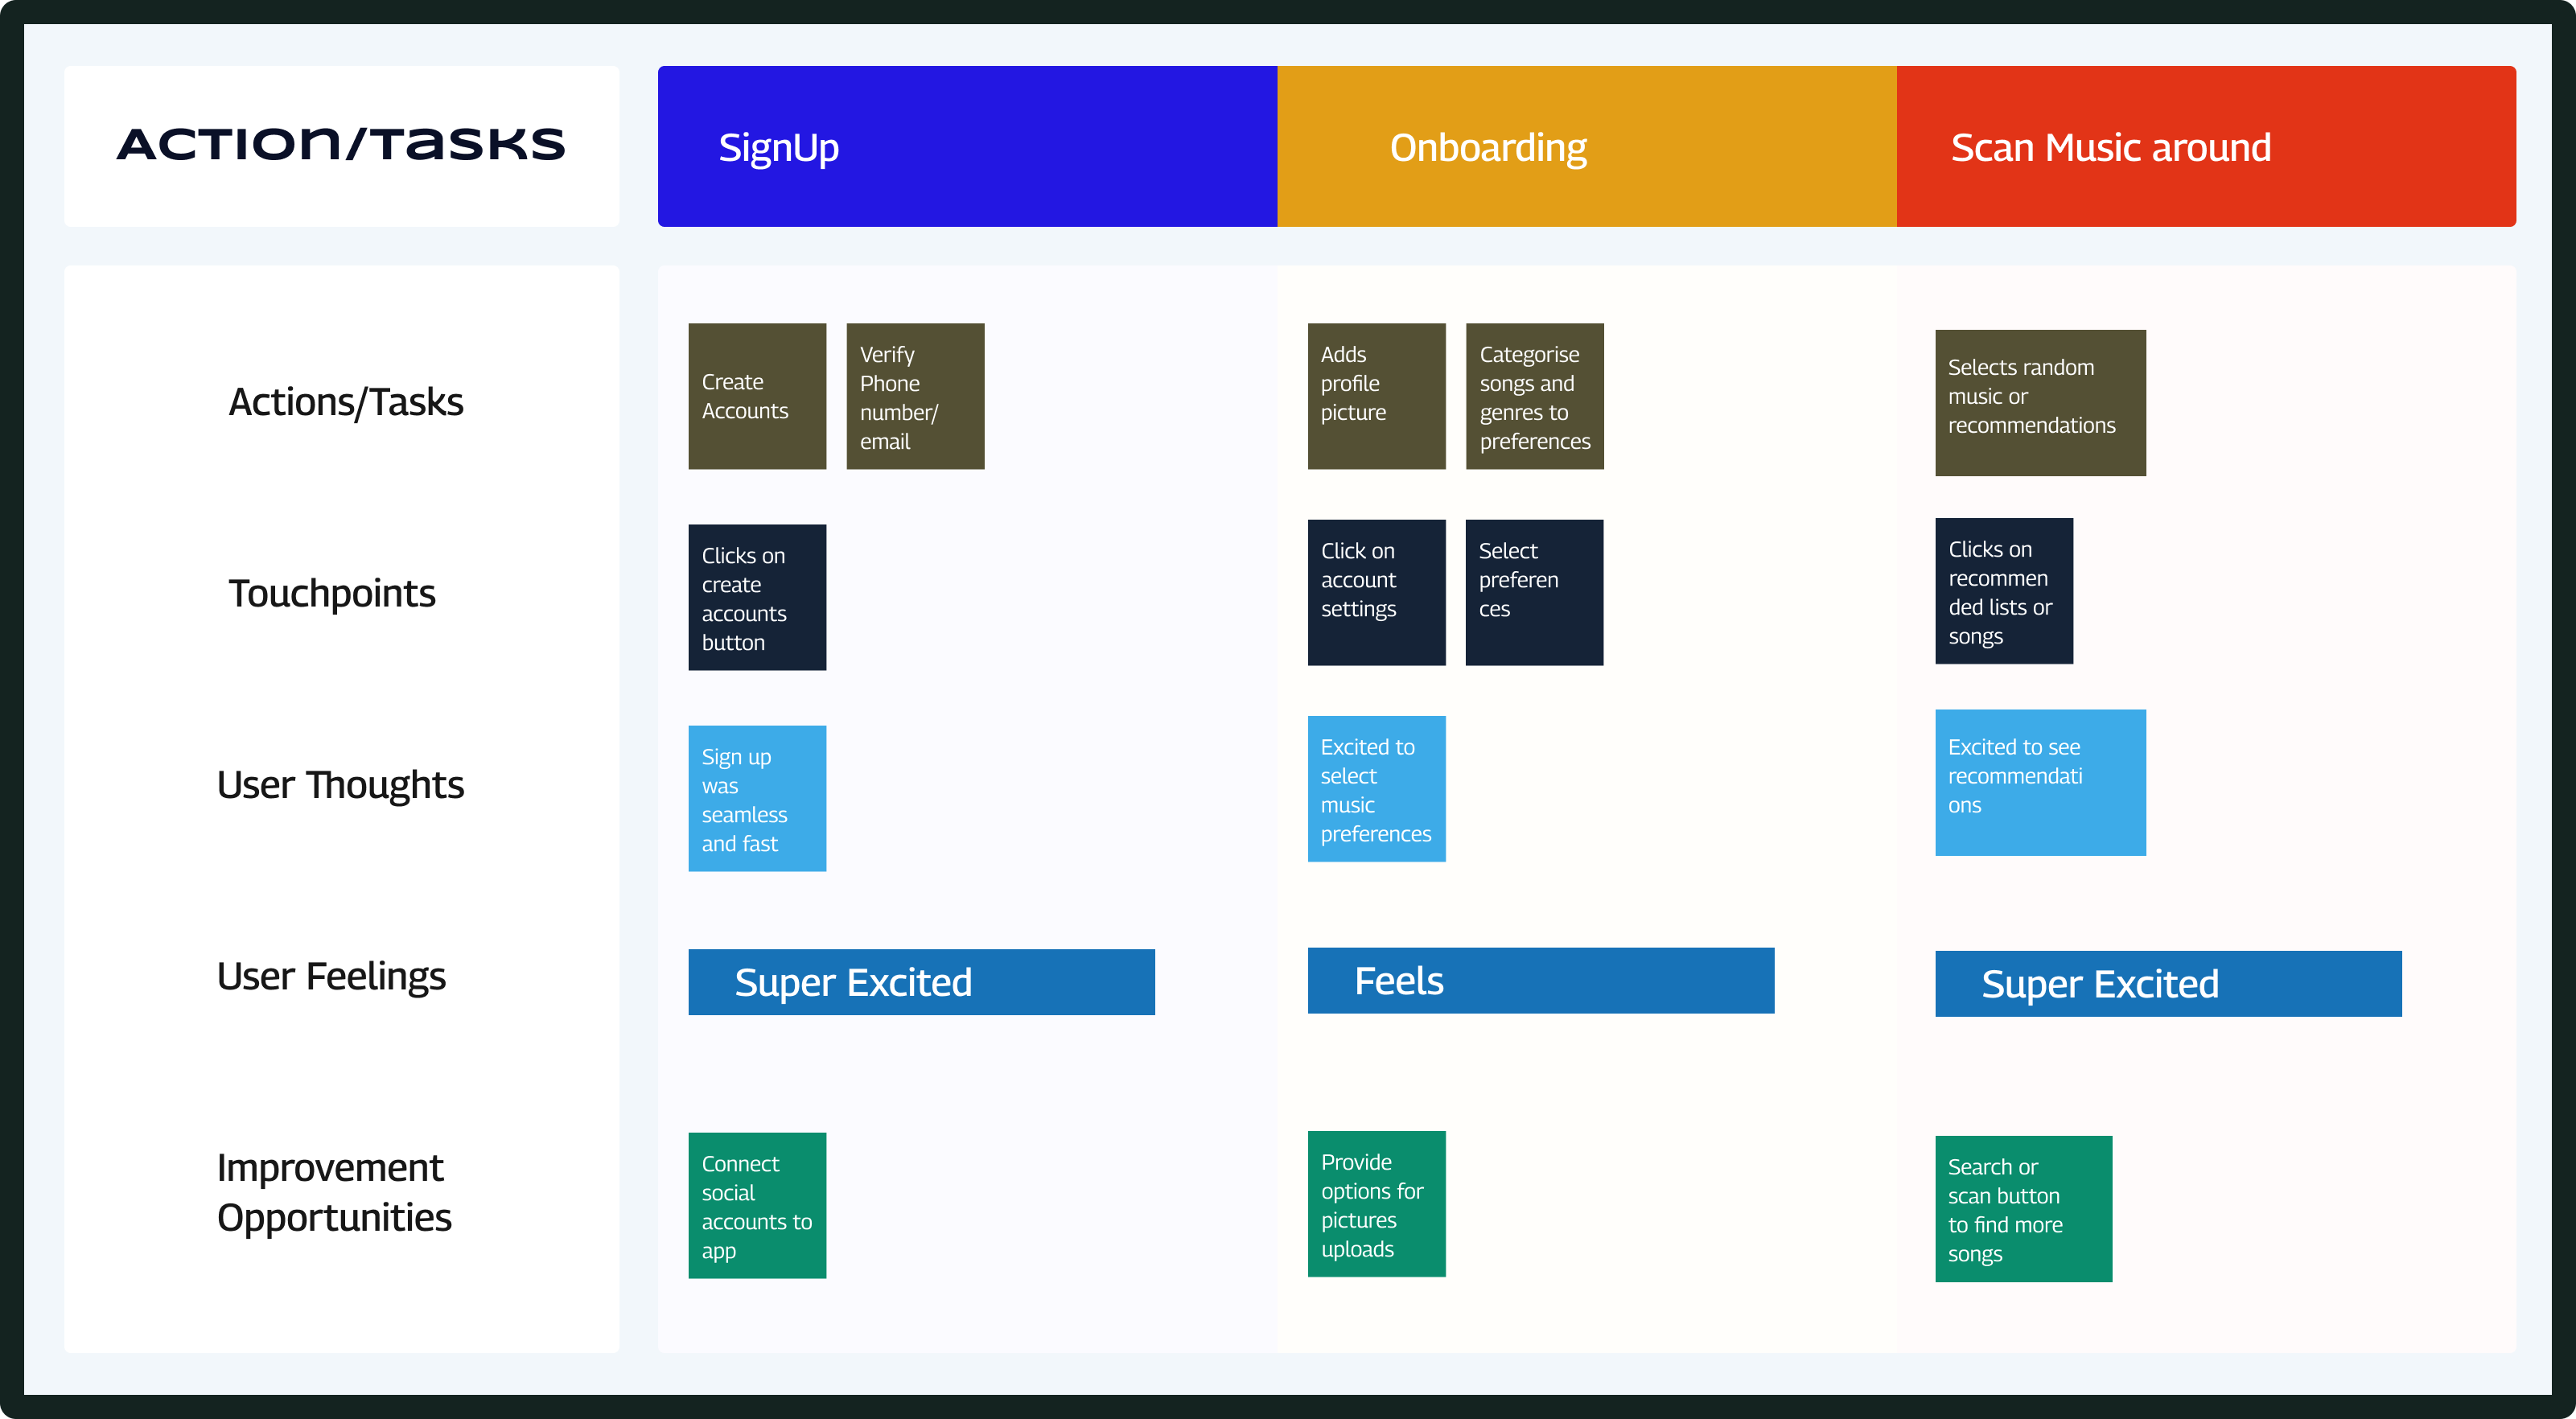 ACTION/TASKS
SignUp
Onboarding
Scan Music around
Actions/Tasks
Create
Accounts
Verify
Phone
number/
email
Adds
profile
picture
Categorise
songs and
genres to
preferences
Selects random
music or
recommendations
Touchpoints
Clicks on
create
accounts
button
Click on
account
settings
Select
preferen
ces
Clicks on
recommen
ded lists or
songs
User Thoughts
Sign up
was
seamless
and fast
Excited to
select
music
preferences
Excited to see
recommendati
ons
User Feelings
Super Excited
Feels
Super Excited
Improvement
Opportunities
Connect
social
accounts to
app
Provide
options for
pictures
uploads
Search or
scan button
to find more
songs